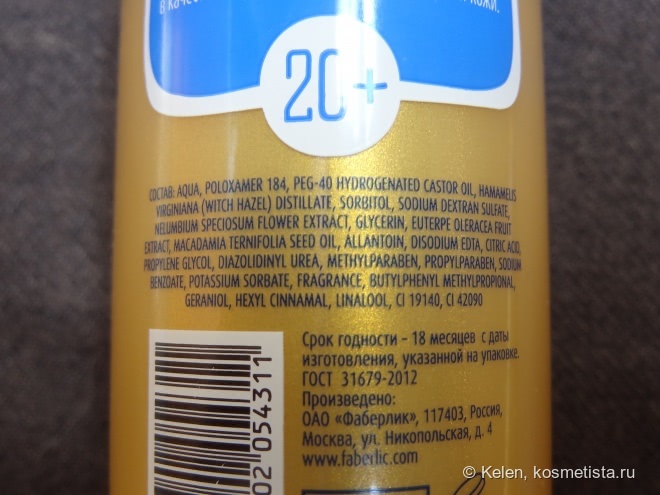 В
кожи.
20+
СОСТАВ: AQUA, POLOXAMER 184, PEG-40 HYDROGENATED CASTOR OIL, HAMAMELIS
VIRGINIANA (WITCH HAZEL) DISTILLATE, SORBITOL, SODIUM DEXTRAN SULFATE,
NELUMBIUM SPECIOSUM FLOWER EXTRACT, GLYCERIN, EUTERPE OLERACEA FRUIT
EXTRACT, MACADAMIA TERNIFOLIA SEED OIL, ALLANTOIN, DISODIUM EDTA, CITRIC ACID,
PROPYLENE GLYCOL, DIAZOLIDINYL UREA, METHYLPARABEN, PROPYLPARABEN, SODIUM
BENZOATE, POTASSIUM SORBATE, FRAGRANCE, BUTYLPHENYL METHYLPROPIONAL,
GERANIOL, HEXYL CINNAMAL, LINALOOL, CI 19140, CI 42090
Срок годности - 18 месяцев с даты
изготовления, указанной на упаковке.
ГОСТ 31679-2012
Произведено:
ОАО «Фаберлик», 117403, Россия,
Москва, ул. Никопольская, д. 4
www.faberlic.com
02 054311
© Kelen, kosmetista.ru